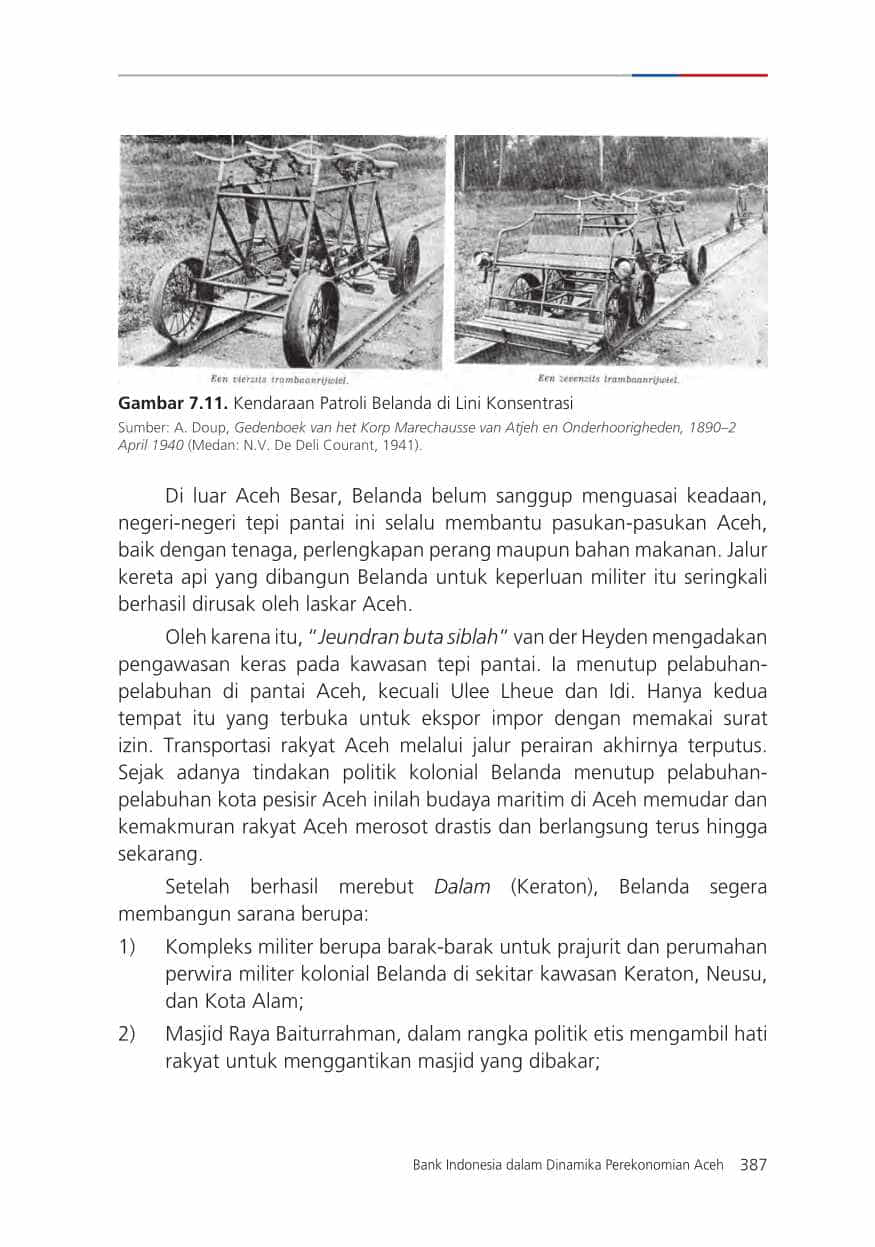 Een vierzits trambaanrijwiel.
Een zevenzits trambaanrijwiel.
Gambar 7.11. Kendaraan Patroli Belanda di Lini Konsentrasi
Sumber: A. Doup, Gedenboek van het Korp Marechausse van Atjeh en Onderhoorigheden, 1890–2
April 1940 (Medan: N.V. De Deli Courant, 1941).
Di luar Aceh Besar, Belanda belum sanggup menguasai keadaan,
negeri-negeri tepi pantai ini selalu membantu pasukan-pasukan Aceh,
baik dengan tenaga, perlengkapan perang maupun bahan makanan. Jalur
kereta api yang dibangun Belanda untuk keperluan militer itu seringkali
berhasil dirusak oleh laskar Aceh.
Oleh karena itu, “Jeundran buta siblah” van der Heyden mengadakan
pengawasan keras pada kawasan tepi pantai. Ia menutup pelabuhan-
pelabuhan di pantai Aceh, kecuali Ulee Lheue dan Idi. Hanya kedua
tempat itu yang terbuka untuk ekspor impor dengan memakai surat
izin. Transportasi rakyat Aceh melalui jalur perairan akhirnya terputus.
Sejak adanya tindakan politik kolonial Belanda menutup pelabuhan-
pelabuhan kota pesisir Aceh inilah budaya maritim di Aceh memudar dan
kemakmuran rakyat Aceh merosot drastis dan berlangsung terus hingga
sekarang.
Setelah berhasil merebut Dalam (Keraton), Belanda segera
membangun sarana berupa:
1) Kompleks militer berupa barak-barak untuk prajurit dan perumahan
perwira militer kolonial Belanda di sekitar kawasan Keraton, Neusu,
dan Kota Alam;
2) Masjid Raya Baiturrahman, dalam rangka politik etis mengambil hati
rakyat untuk menggantikan masjid yang dibakar;
Bank Indonesia dalam Dinamika Perekonomian Aceh 387